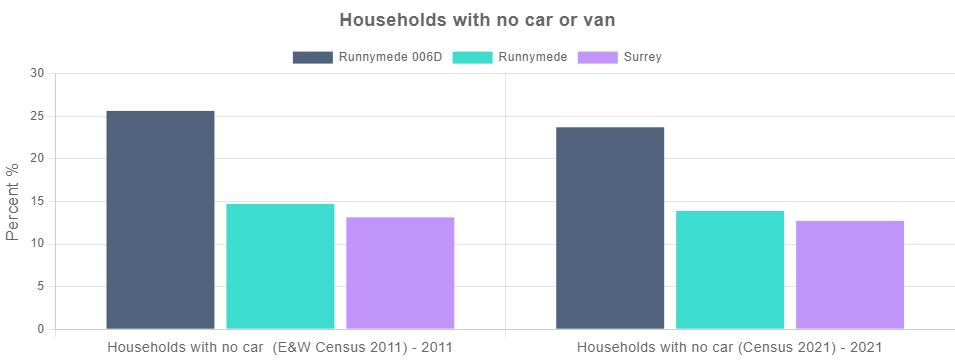 Households with no car or van
Runnymede 006D Runnymede Surrey
Percent %
30
25
20
15
10
5
0
Households with no car  (E&W Census 2011) - 2011 Households with no car (Census 2021) - 2021